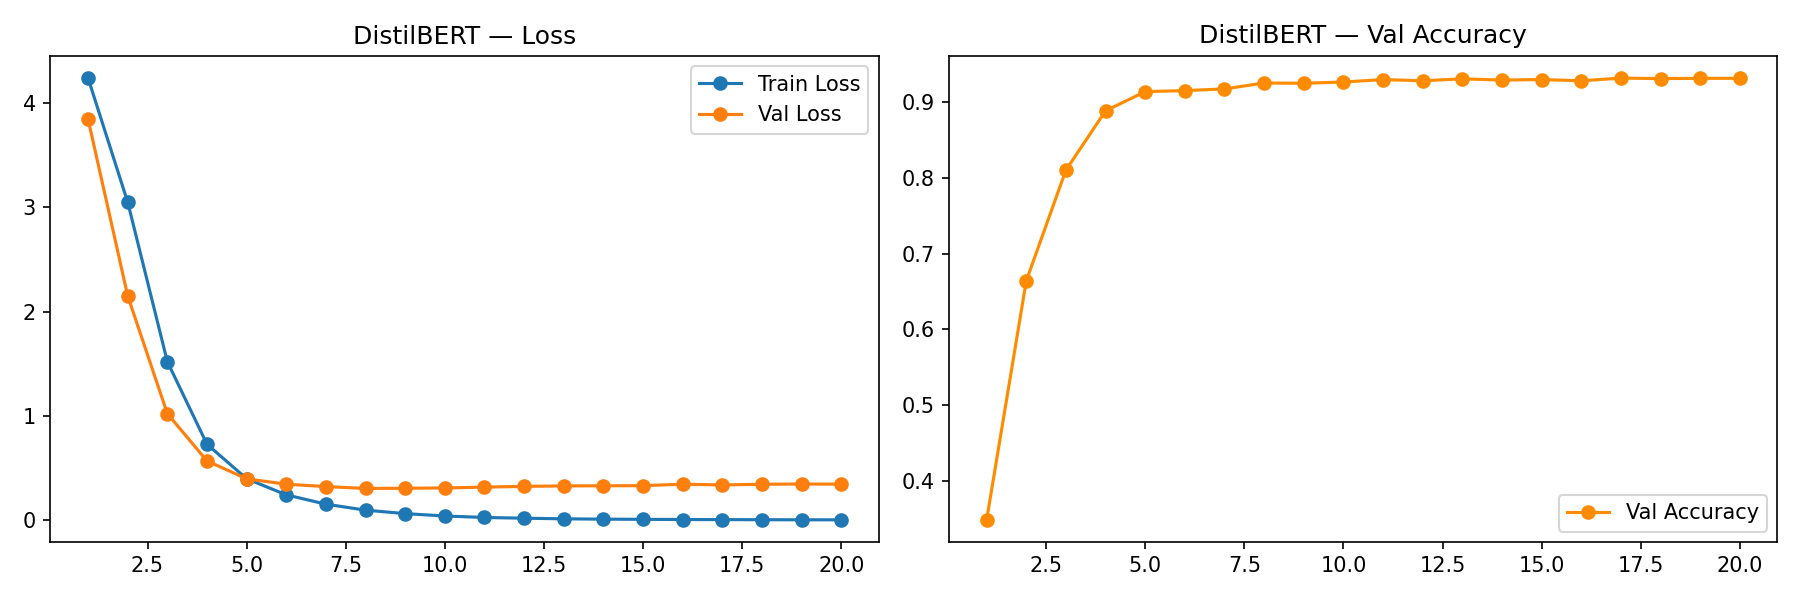 DistilBERT — Loss
Train Loss
Val Loss
4
3
2
1
0
2.5 5.0 7.5 10.0 12.5 15.0 17.5 20.0
DistilBERT — Val Accuracy
0.9
0.8
0.7
0.6
0.5
0.4
Val Accuracy
2.5 5.0 7.5 10.0 12.5 15.0 17.5 20.0